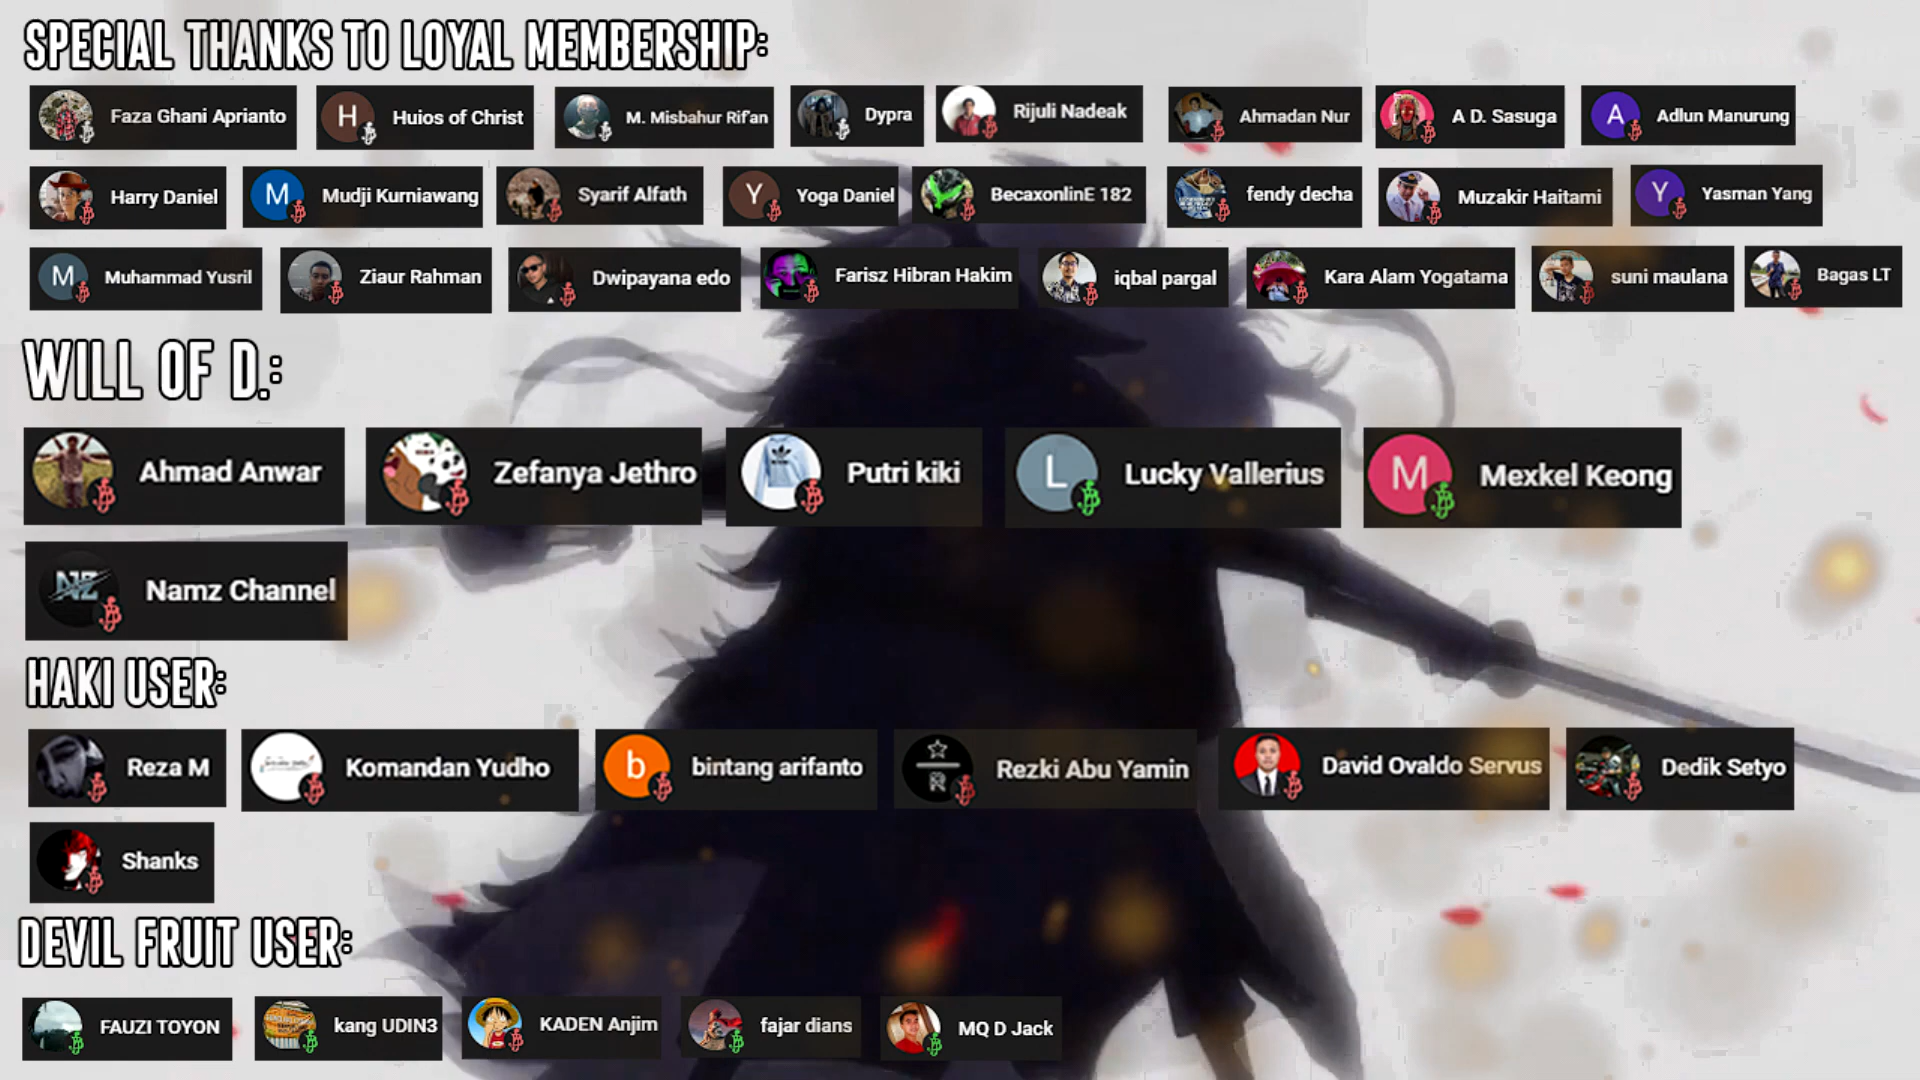 SPECIAL THANKS TO LOYAL MEMBERSHIP:
Faza Ghani Aprianto H Huios of Christ M. Misbahur Rif'an Dypra Rijuli Nadeak Ahmadan Nur A D. Sasuga A Adlun Manurung
Harry Daniel M Mudji Kurniawang Syarif Alfath Y Yoga Daniel BecaxonlinE 182 fendy decha Muzakir Haitami Y Yasman Yang
M Muhammad Yusril Ziaur Rahman Dwipayana edo Farisz Hibran Hakim iqbal pargal Kara Alam Yogatama suni maulana Bagas LT
WILL OF D.:
Ahmad Anwar Zefanya Jethro Putri kiki L Lucky Vallerius M Mexkel Keong
NZ Namz Channel
HAKI USER:
Reza M Komandan Yudho b bintang arifanto R Rezki Abu Yamin David Ovaldo Servus Dedik Setyo
Shanks
DEVIL FRUIT USER:
FAUZI TOYON kang UDIN3 KADEN Anjim fajar dians MQ D Jack